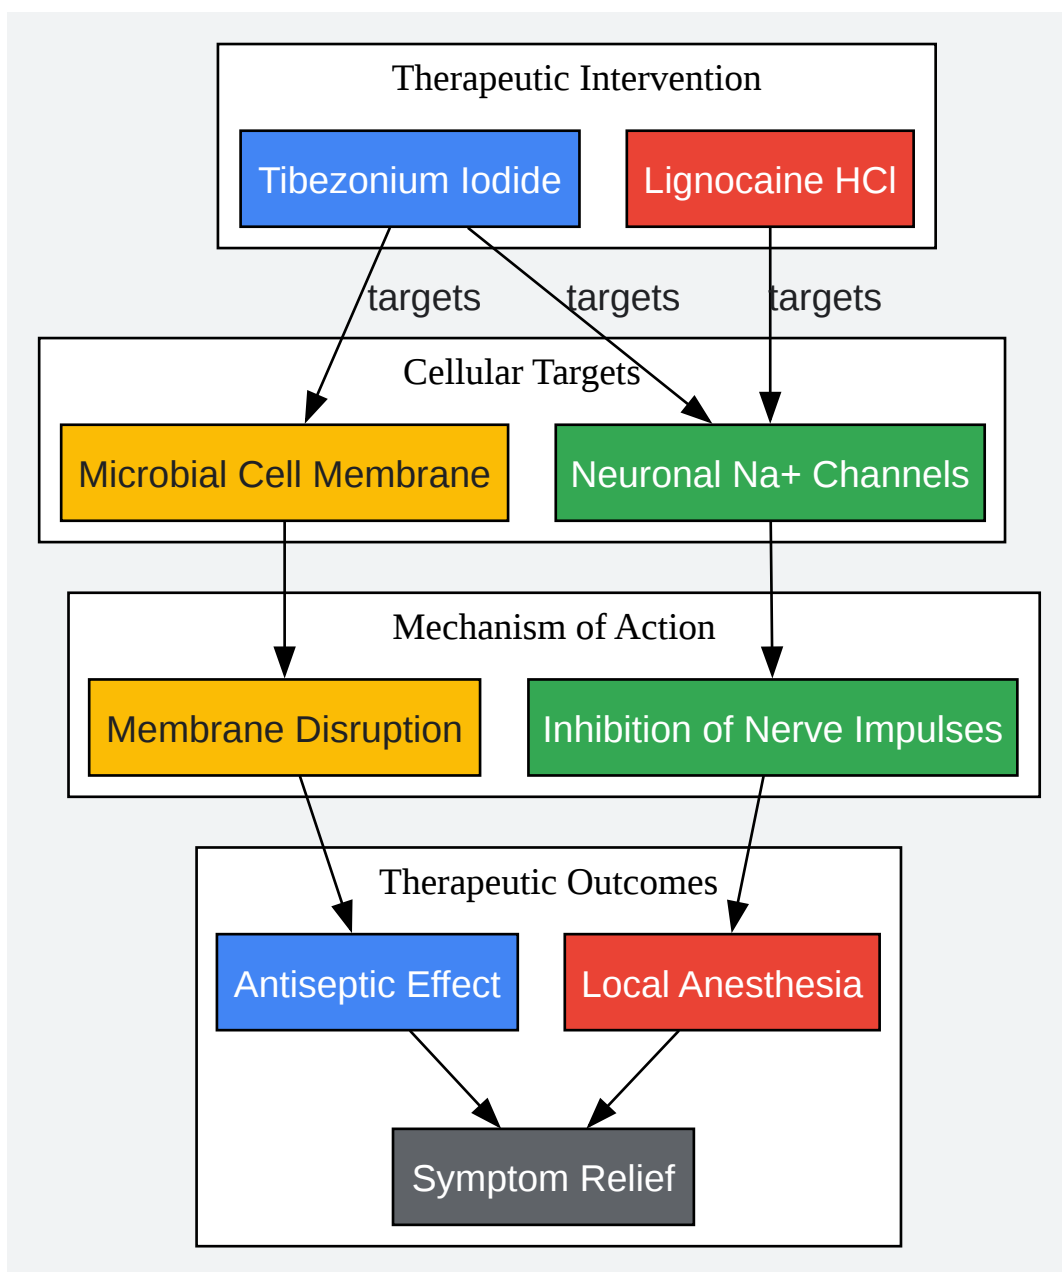 Therapeutic Intervention
Tibezonium Iodide
Lignocaine HCl
targets
targets
targets
Cellular Targets
Microbial Cell Membrane
Neuronal Na+ Channels
Mechanism of Action
Membrane Disruption
Inhibition of Nerve Impulses
Therapeutic Outcomes
Antiseptic Effect
Local Anesthesia
Symptom Relief